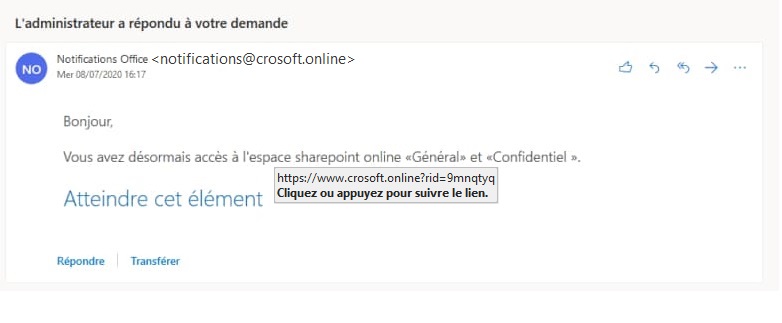 L'administrateur a répondu à votre demande
NO
Notifications Office <notifications@crosoft.online>
Mer 08/07/2020 16:17
Bonjour,
Vous avez désormais accès à l'espace sharepoint online «Général» et «Confidentiel ».
https://www.crosoft.online?rid=9mnqtyq
Cliquez ou appuyez pour suivre le lien.
Atteindre cet élément
Répondre
Transférer